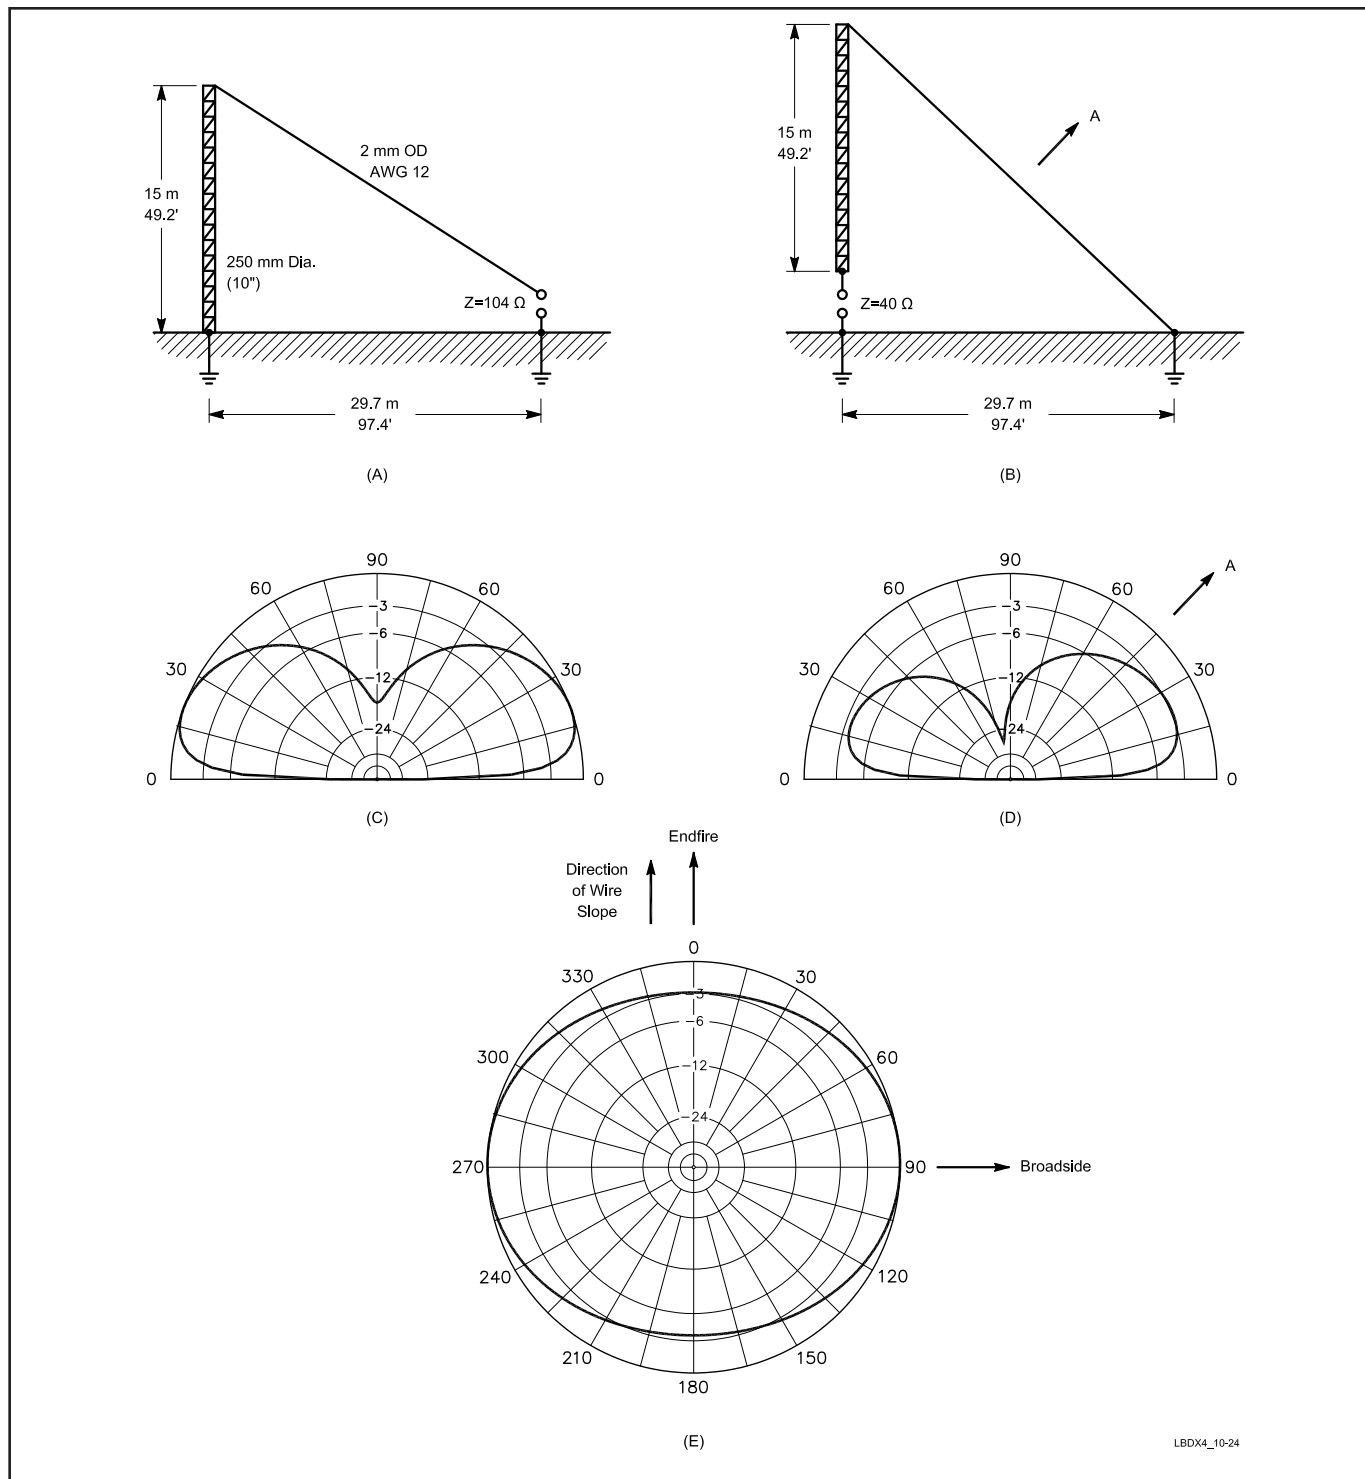 15 m
49.2'
2 mm OD
AWG 12
250 mm Dia.
(10")
Z=104 Ω
29.7 m
97.4'
(A)
15 m
49.2'
A
Z=40 Ω
29.7 m
97.4'
(B)
90
60
60
30
30
0
0
-3
-6
-12
-24
(C)
90
60
60
30
30
0
0
-3
-6
-12
24
A
(D)
Endfire
Direction
of Wire
Slope
0
330
30
300
60
270
90
Broadside
240
120
210
150
180
-3
-6
-12
-24
(E)
LBDX4_10-24